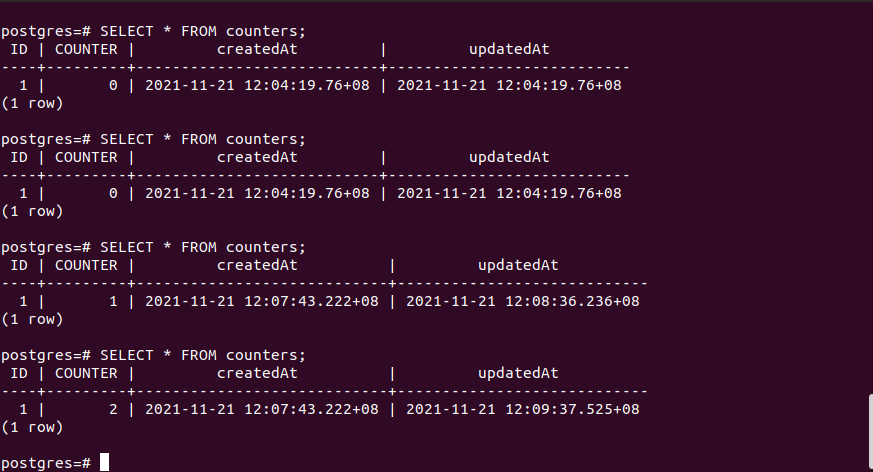 postgres=# SELECT * FROM counters;
 ID | COUNTER |         createdAt         |         updatedAt
----+---------+---------------------------+---------------------------
  1 |       0 | 2021-11-21 12:04:19.76+08 | 2021-11-21 12:04:19.76+08
(1 row)
postgres=# SELECT * FROM counters;
 ID | COUNTER |         createdAt         |         updatedAt
----+---------+---------------------------+---------------------------
  1 |       0 | 2021-11-21 12:04:19.76+08 | 2021-11-21 12:04:19.76+08
(1 row)
postgres=# SELECT * FROM counters;
 ID | COUNTER |         createdAt          |         updatedAt
----+---------+----------------------------+----------------------------
  1 |       1 | 2021-11-21 12:07:43.222+08 | 2021-11-21 12:08:36.236+08
(1 row)
postgres=# SELECT * FROM counters;
 ID | COUNTER |         createdAt          |         updatedAt
----+---------+----------------------------+----------------------------
  1 |       2 | 2021-11-21 12:07:43.222+08 | 2021-11-21 12:09:37.525+08
(1 row)
postgres=#